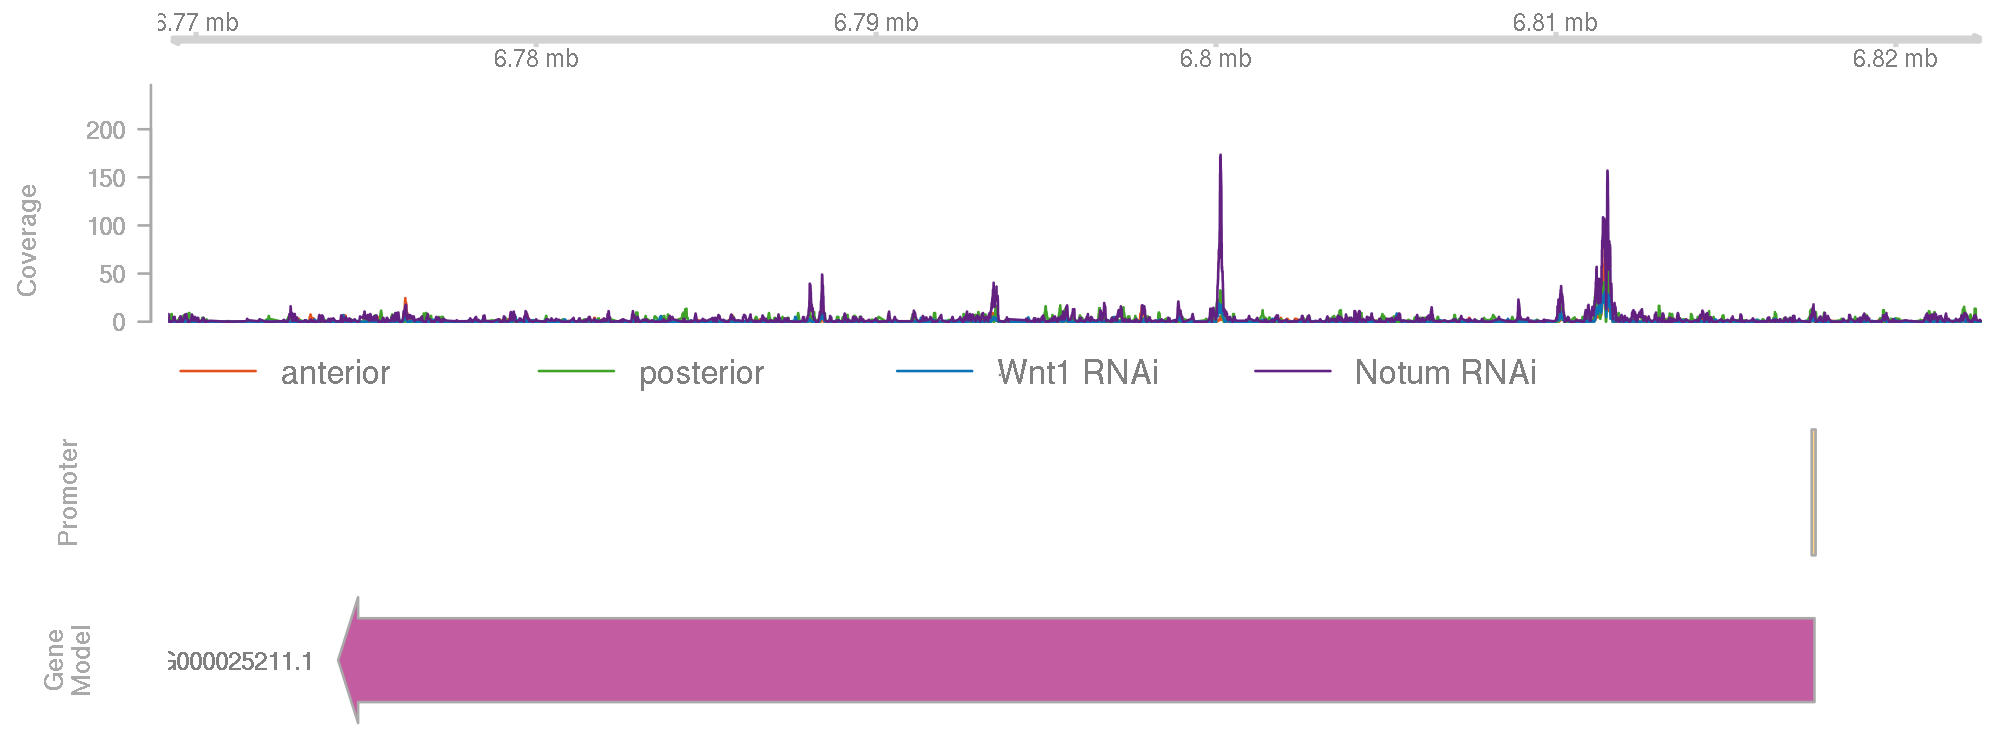 6.77 mb
6.79 mb
6.81 mb
6.78 mb
6.8 mb
6.82 mb
Coverage
200
150
100
50
0
anterior
posterior
Wnt1 RNAi
Notum RNAi
Promoter
Gene
Model
G000025211.1